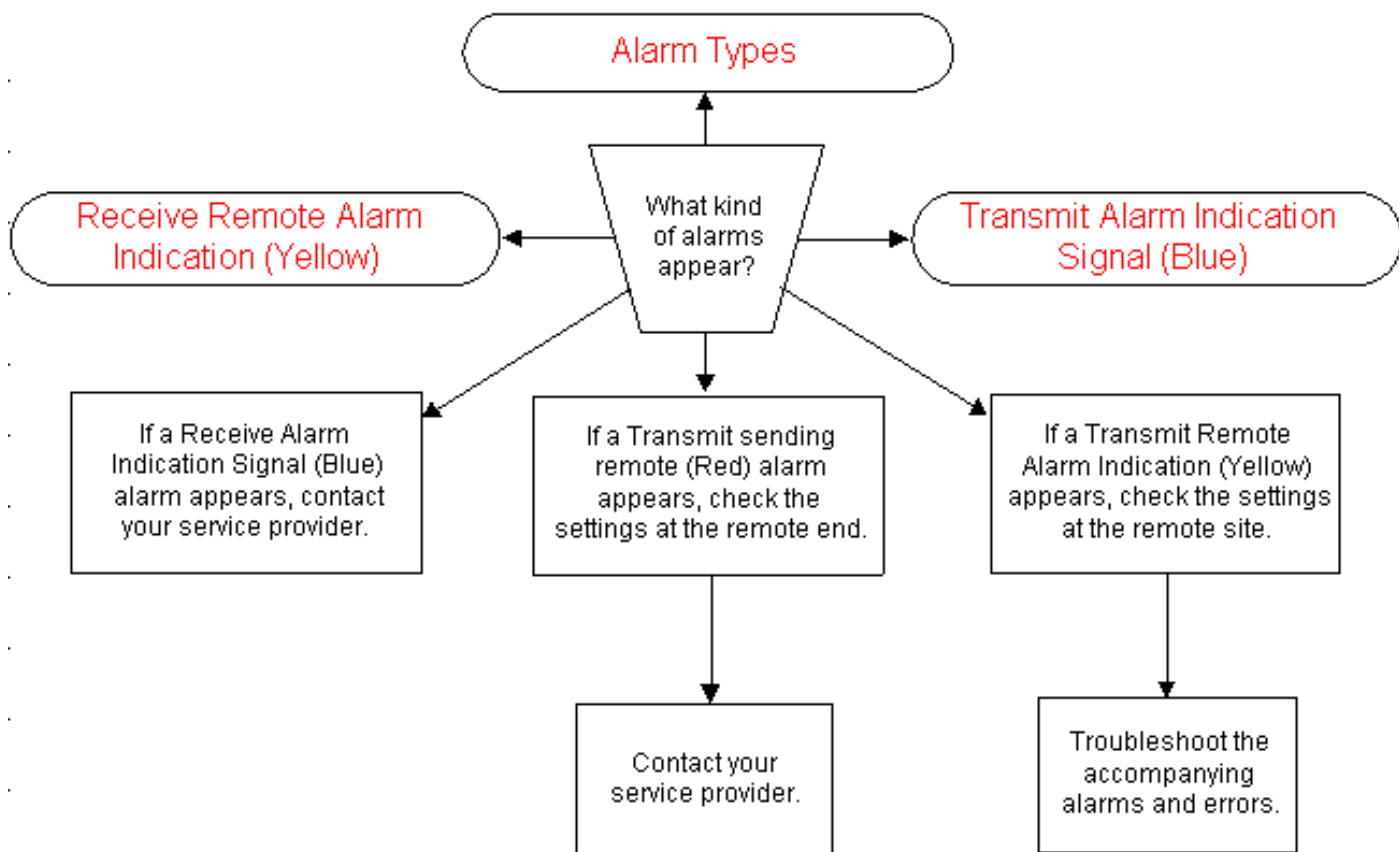 Alarm Types
What kind
of alarms
appear?
Receive Remote Alarm
Indication (Yellow)
Transmit Alarm Indication
Signal (Blue)
If a Receive Alarm
Indication Signal (Blue)
alarm appears, contact
your service provider.
If a Transmit sending
remote (Red) alarm
appears, check the
settings at the remote end.
If a Transmit Remote
Alarm Indication (Yellow)
appears, check the settings
at the remote site.
Contact your
service provider.
Troubleshoot the
accompanying
alarms and errors.